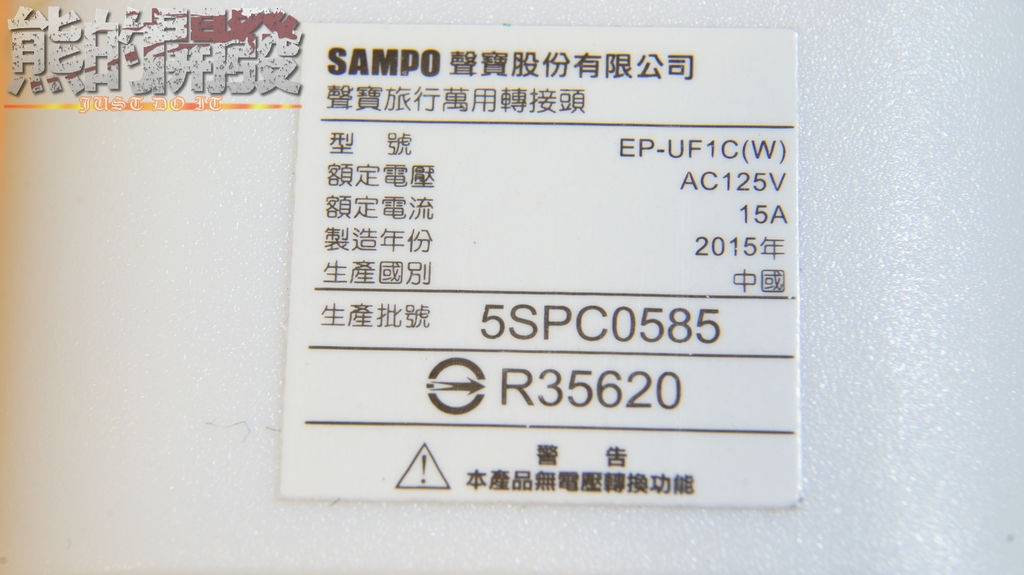 熊的開發
JUST DO IT
SAMPO 聲寶股份有限公司
聲寶旅行萬用轉接頭
型 號 EP-UF1C(W)
額定電壓 AC125V
額定電流 15A
製造年份 2015年
生產國別 中國
生產批號 5SPC0585
R35620
警 告
本產品無電壓轉換功能